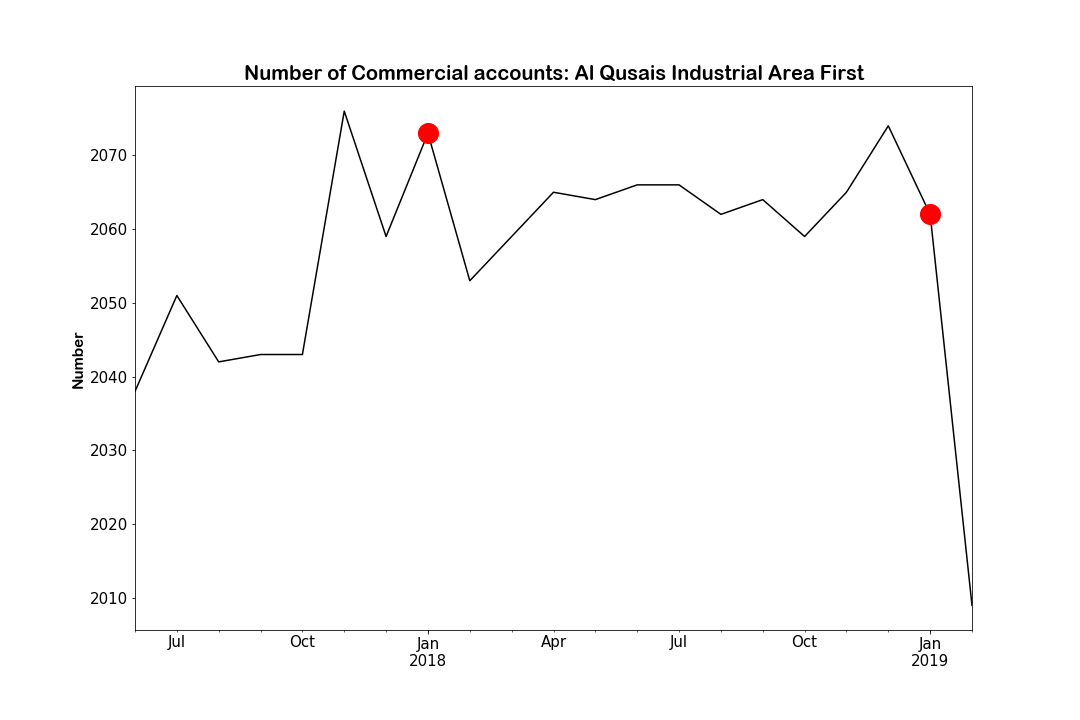 Number of Commercial accounts: Al Qusais Industrial Area First
Number
2070
2060
2050
2040
2030
2020
2010
Jul Oct Jan Apr Jul Oct Jan
2018 2019